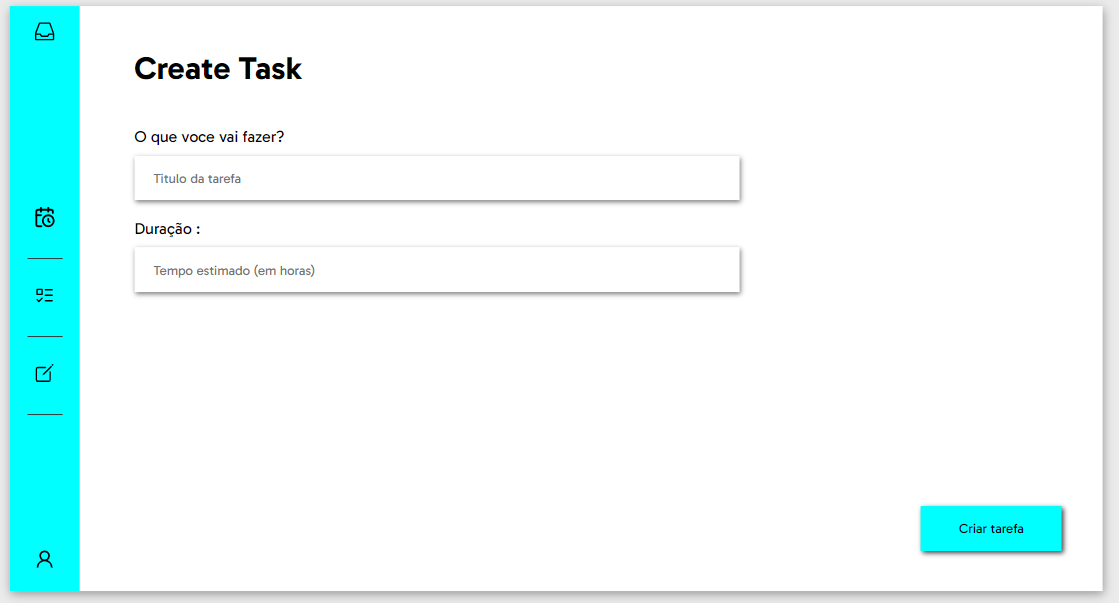 Create Task
O que voce vai fazer?
Titulo da tarefa
Duração :
Tempo estimado (em horas)
Criar tarefa